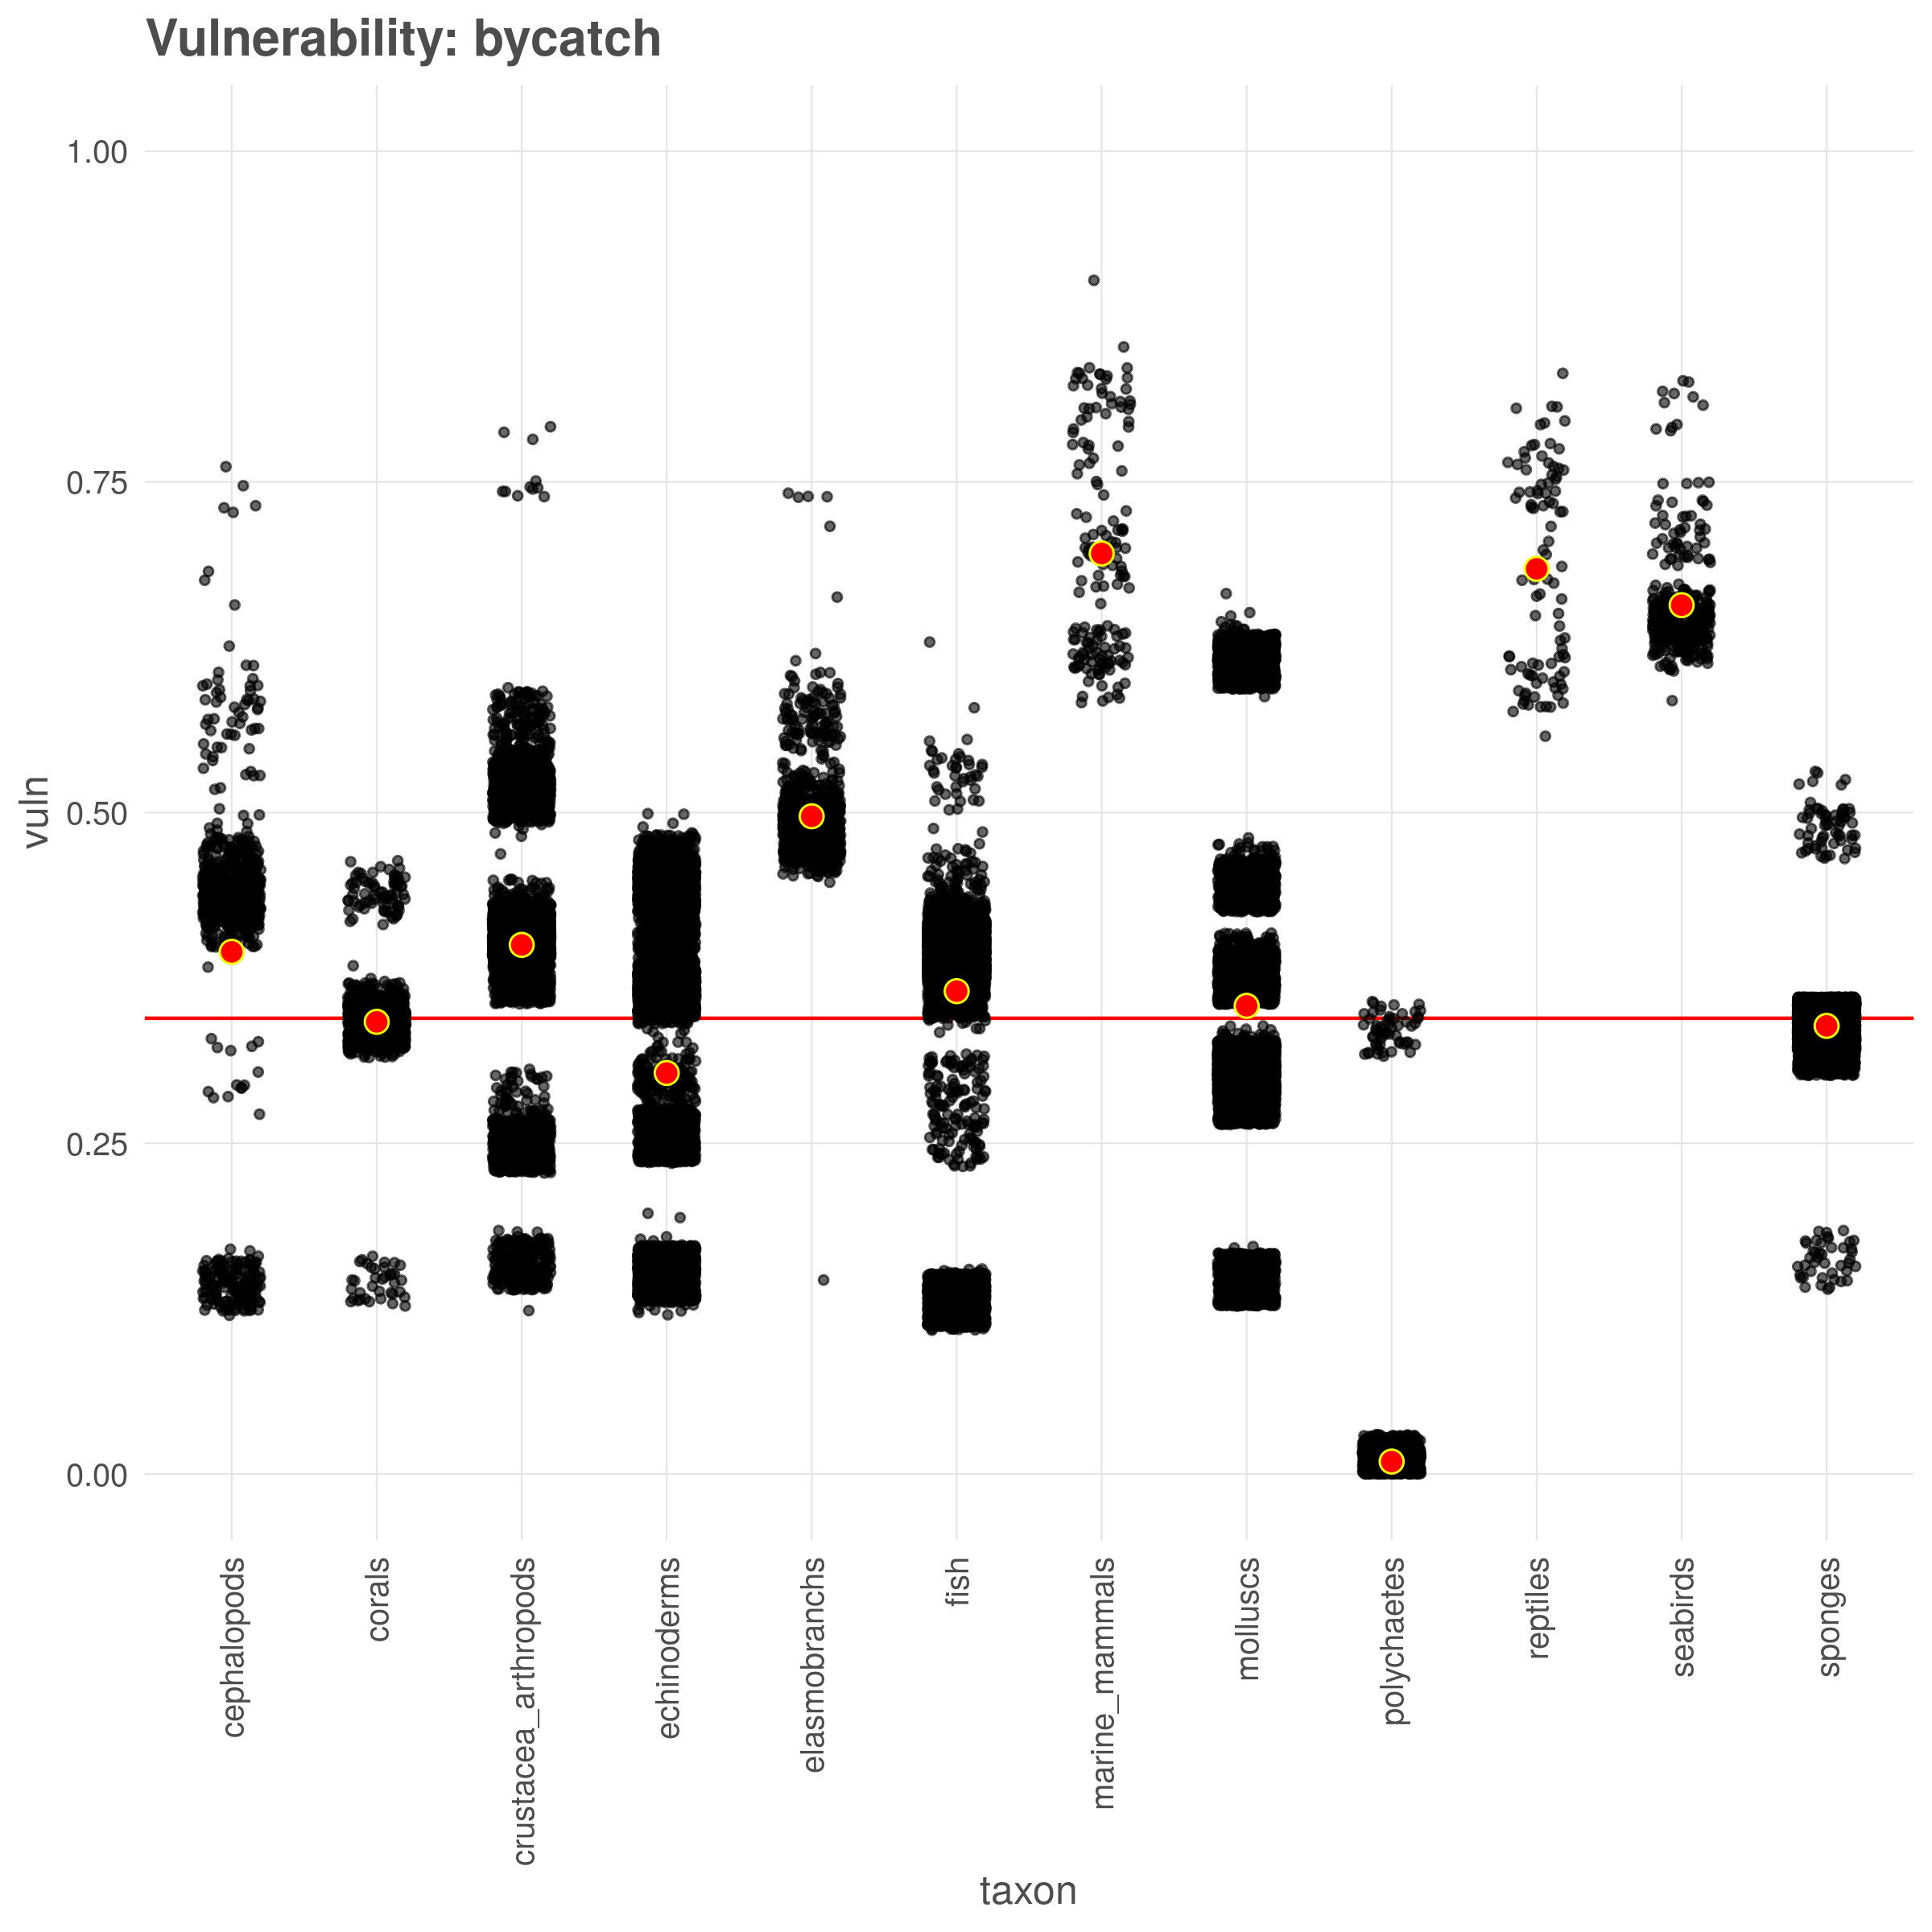 Vulnerability: bycatch
1.00
0.75
0.50
0.25
0.00
vuln
cephalopods
corals
crustacea_arthropods
echinoderms
elasmobranchs
fish
marine_mammals
molluscs
polychaetes
reptiles
seabirds
sponges
taxon